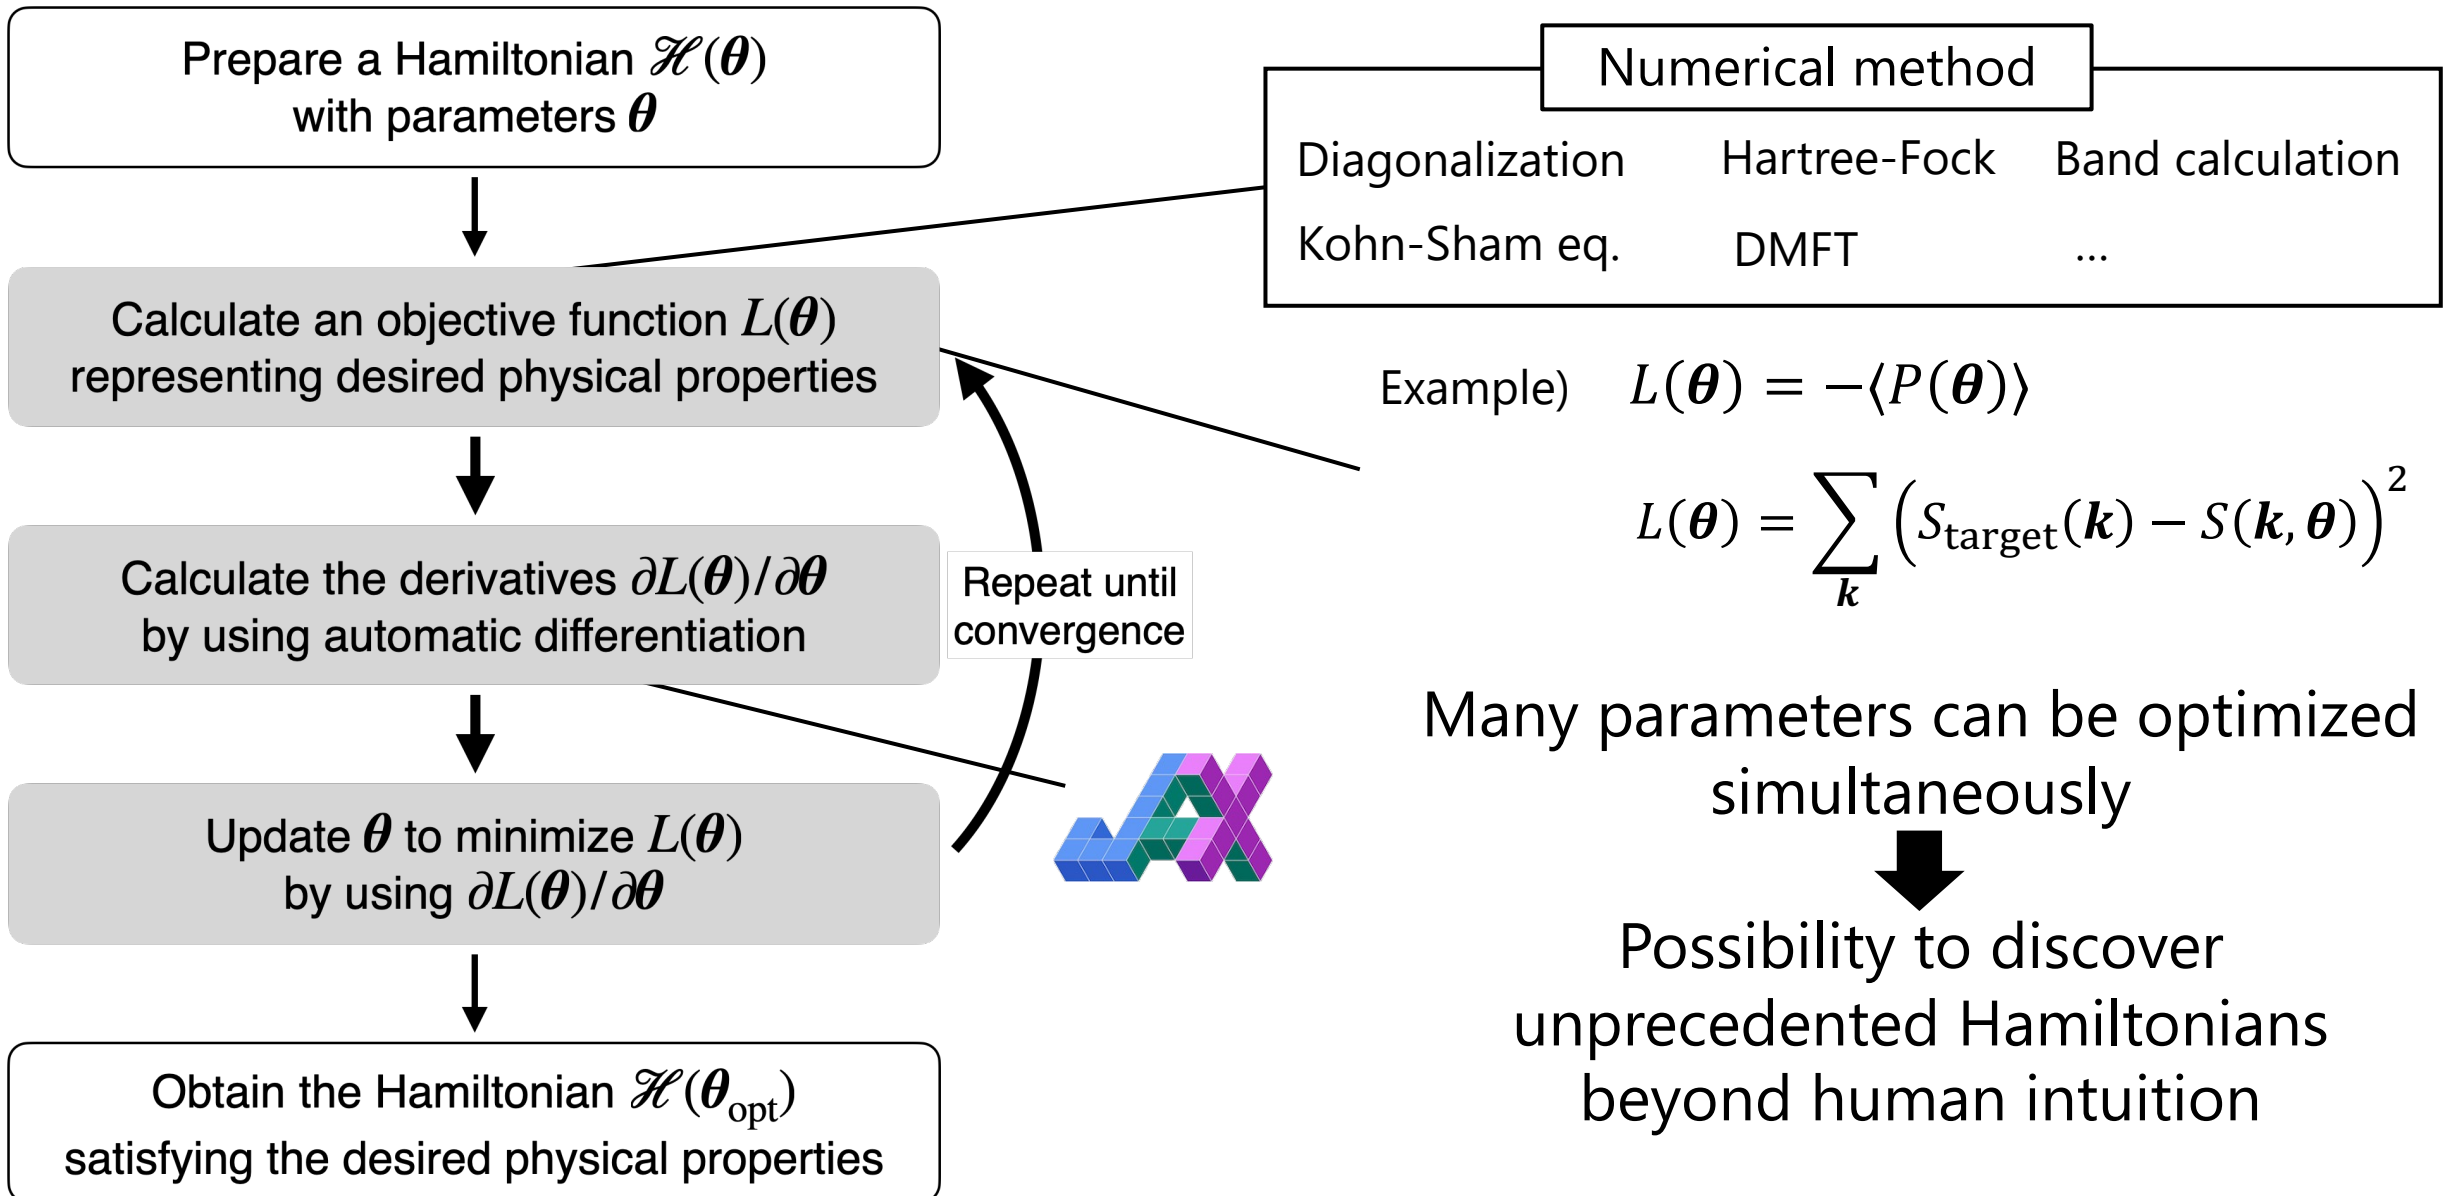 Prepare a Hamiltonian ℋ(θ)
with parameters θ
Calculate an objective function L(θ)
representing desired physical properties
Calculate the derivatives ∂L(θ)/∂θ
by using automatic differentiation
Repeat until
convergence
Update θ to minimize L(θ)
by using ∂L(θ)/∂θ
Obtain the Hamiltonian ℋ(θ_opt)
satisfying the desired physical properties
Numerical method
Diagonalization Hartree-Fock Band calculation
Kohn-Sham eq. DMFT ...
Example) L(θ) = −⟨P(θ)⟩
L(θ) = ∑_k (S_target(k) − S(k, θ))²
JAX
Many parameters can be optimized
simultaneously
Possibility to discover
unprecedented Hamiltonians
beyond human intuition